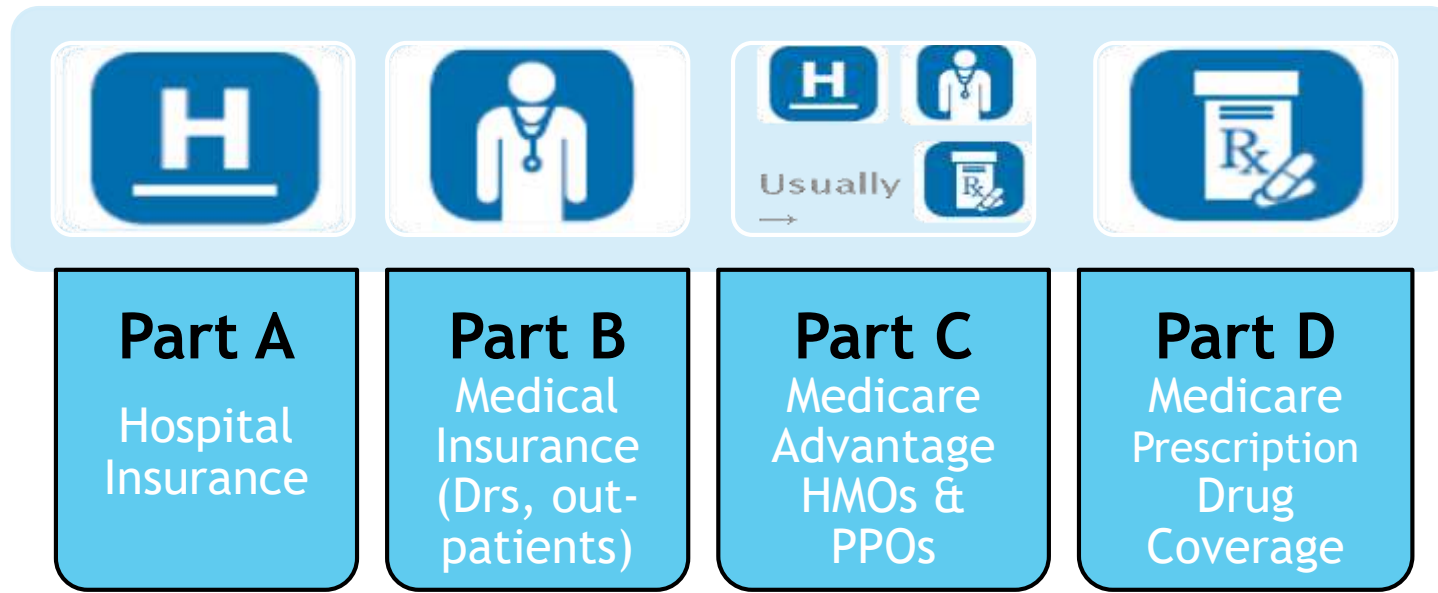 H
H
Usually
→
Rx
Rx
Part A
Hospital
Insurance
Part B
Medical
Insurance
(Drs, out-
patients)
Part C
Medicare
Advantage
HMOs &
PPOs
Part D
Medicare
Prescription
Drug
Coverage